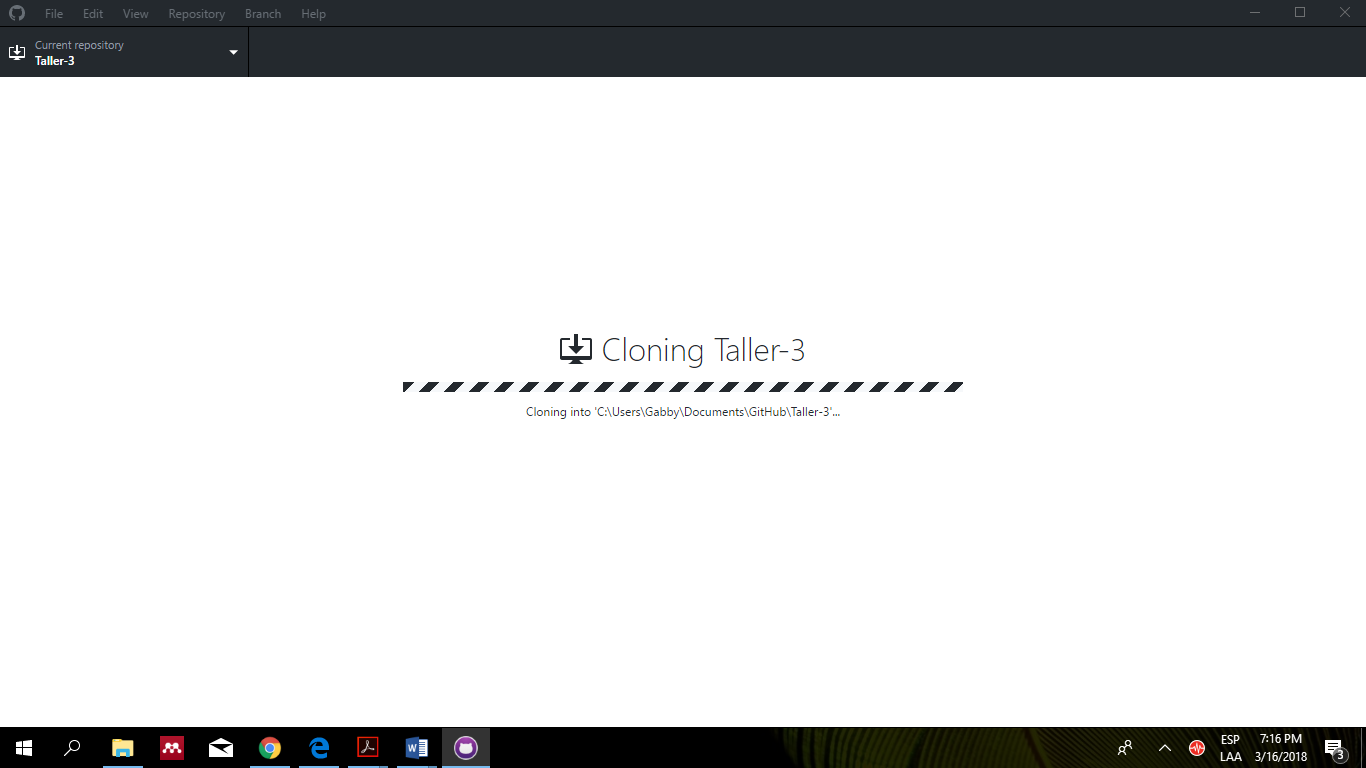 File Edit View Repository Branch Help
Current repository
Taller-3
Cloning Taller-3
Cloning into 'C:\Users\Gabby\Documents\GitHub\Taller-3'...
ESP 7:16 PM
LAA 3/16/2018
3